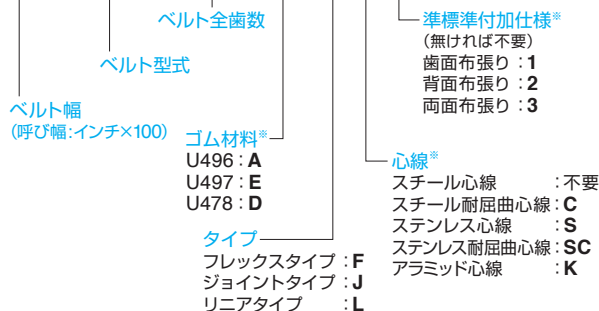 ベルト全歯数
ベルト型式
ベルト幅
(呼び幅:インチ×100)
ゴム材料※
U496：A
U497：E
U478：D
タイプ
フレックスタイプ：F
ジョイントタイプ：J
リニアタイプ：L
準標準付加仕様※
(無ければ不要)
歯面布張り：1
背面布張り：2
両面布張り：3
心線※
スチール心線：不要
スチール耐屈曲心線：C
ステンレス心線：S
ステンレス耐屈曲心線：SC
アラミッド心線：K